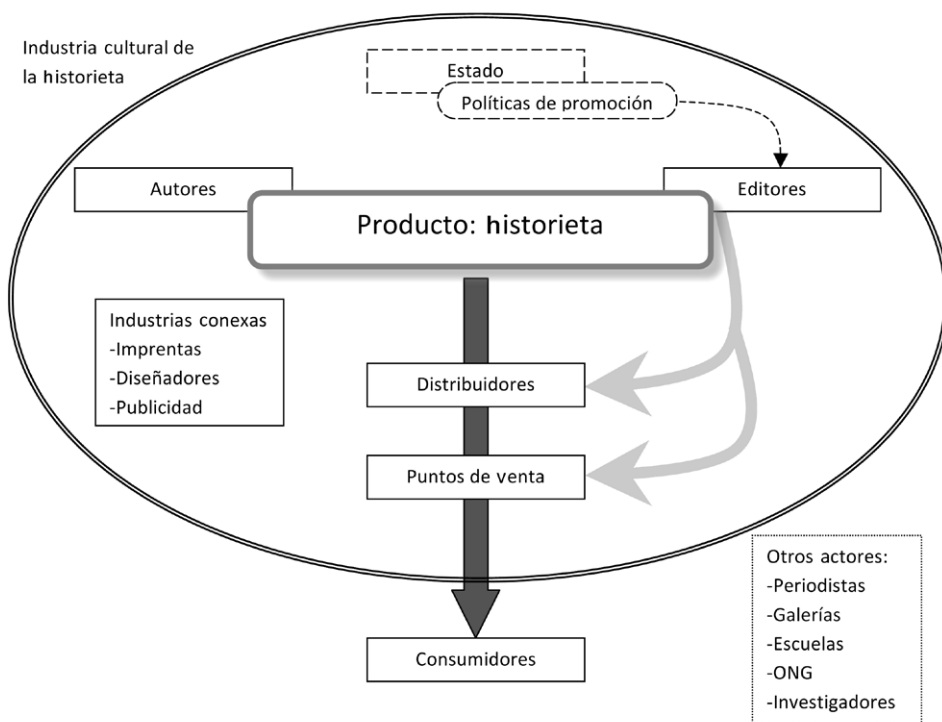 Industria cultural de
la historieta
Estado
Políticas de promoción
Autores
Editores
Producto: historieta
Industrias conexas
-Imprentas
-Diseñadores
-Publicidad
Distribuidores
Puntos de venta
Otros actores:
-Periodistas
-Galerías
-Escuelas
-ONG
-Investigadores
Consumidores